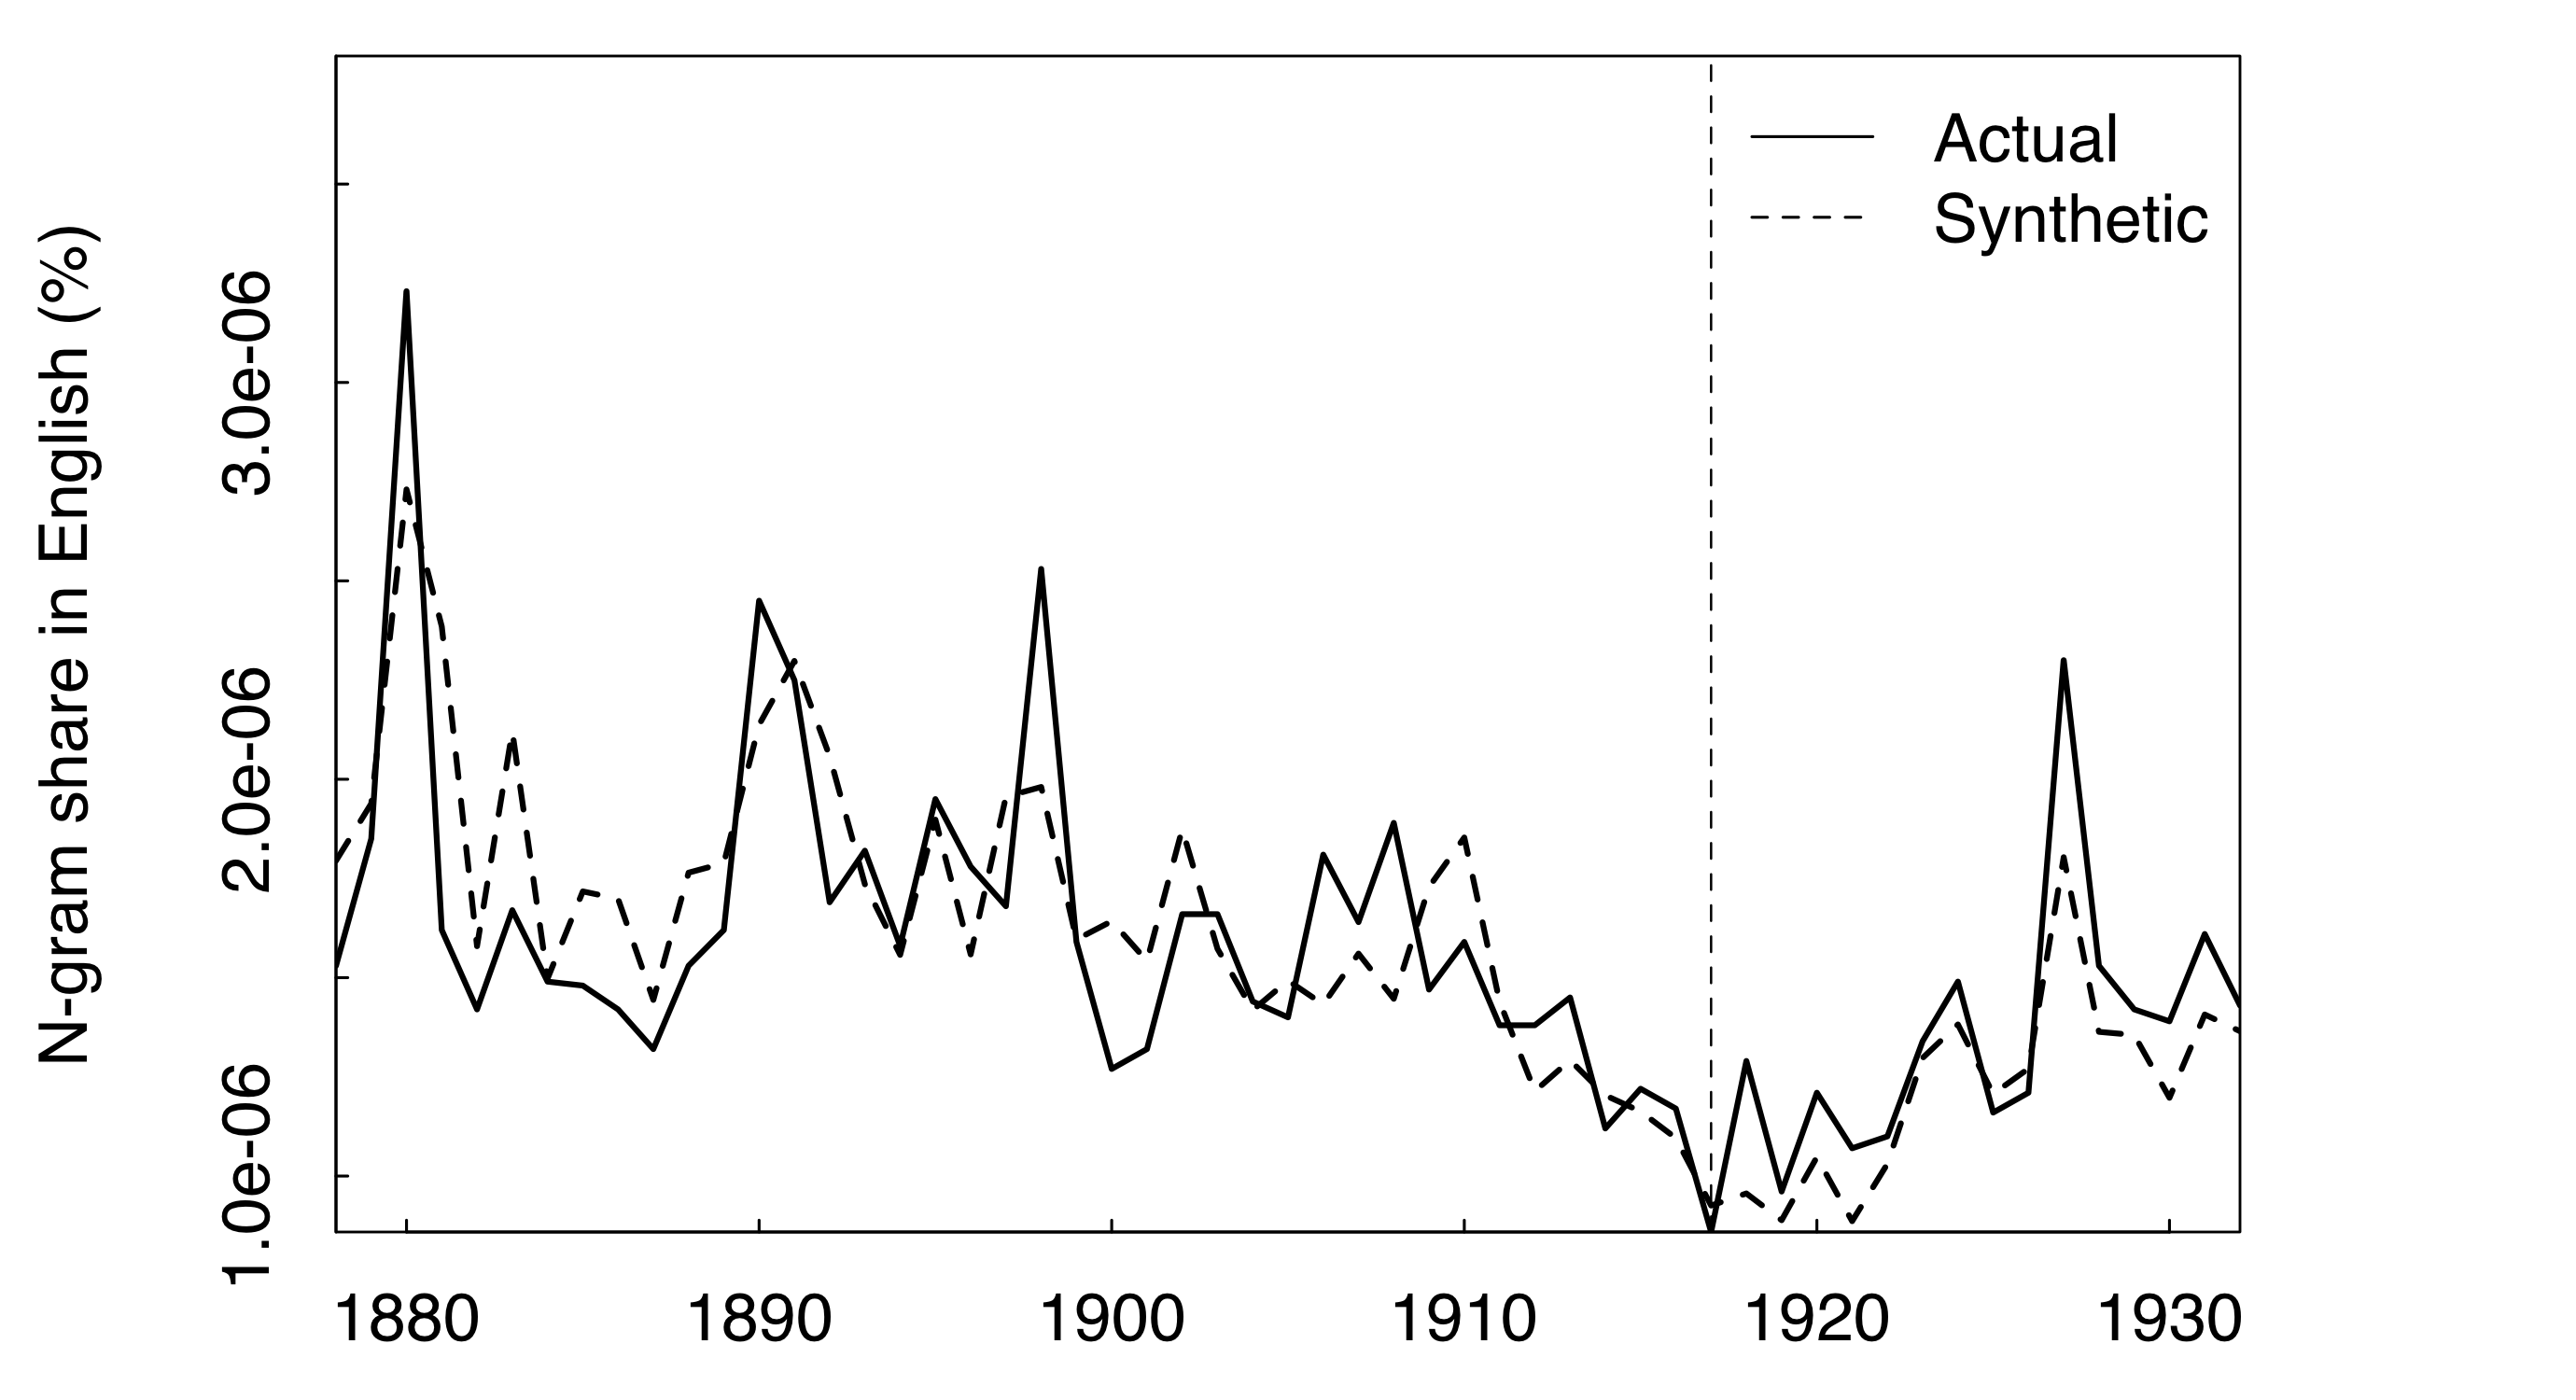 Actual
Synthetic
N-gram share in English (%)
3.0e-06
2.0e-06
1.0e-06
1880 1890 1900 1910 1920 1930